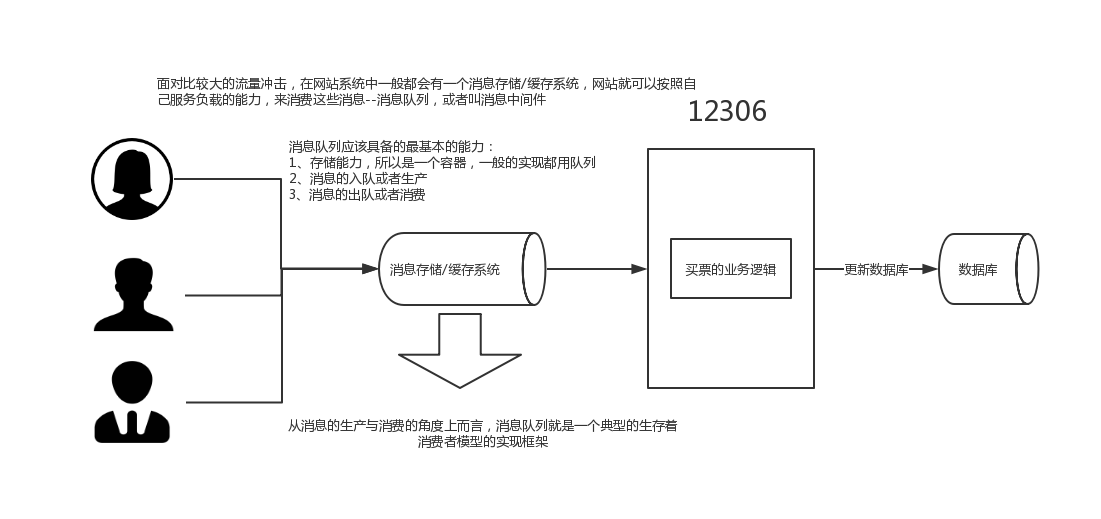 面对比较大的流量冲击，在网站系统中一般都会有一个消息存储/缓存系统，网站就可以按照自
己服务负载的能力，来消费这些消息--消息队列，或者叫消息中间件
12306
消息队列应该具备的最基本的能力：
1、存储能力，所以是一个容器，一般的实现都用队列
2、消息的入队或者生产
3、消息的出队或者消费
消息存储/缓存系统
买票的业务逻辑
更新数据库
数据库
从消息的生产与消费的角度上而言，消息队列就是一个典型的生存着
消费者模型的实现框架